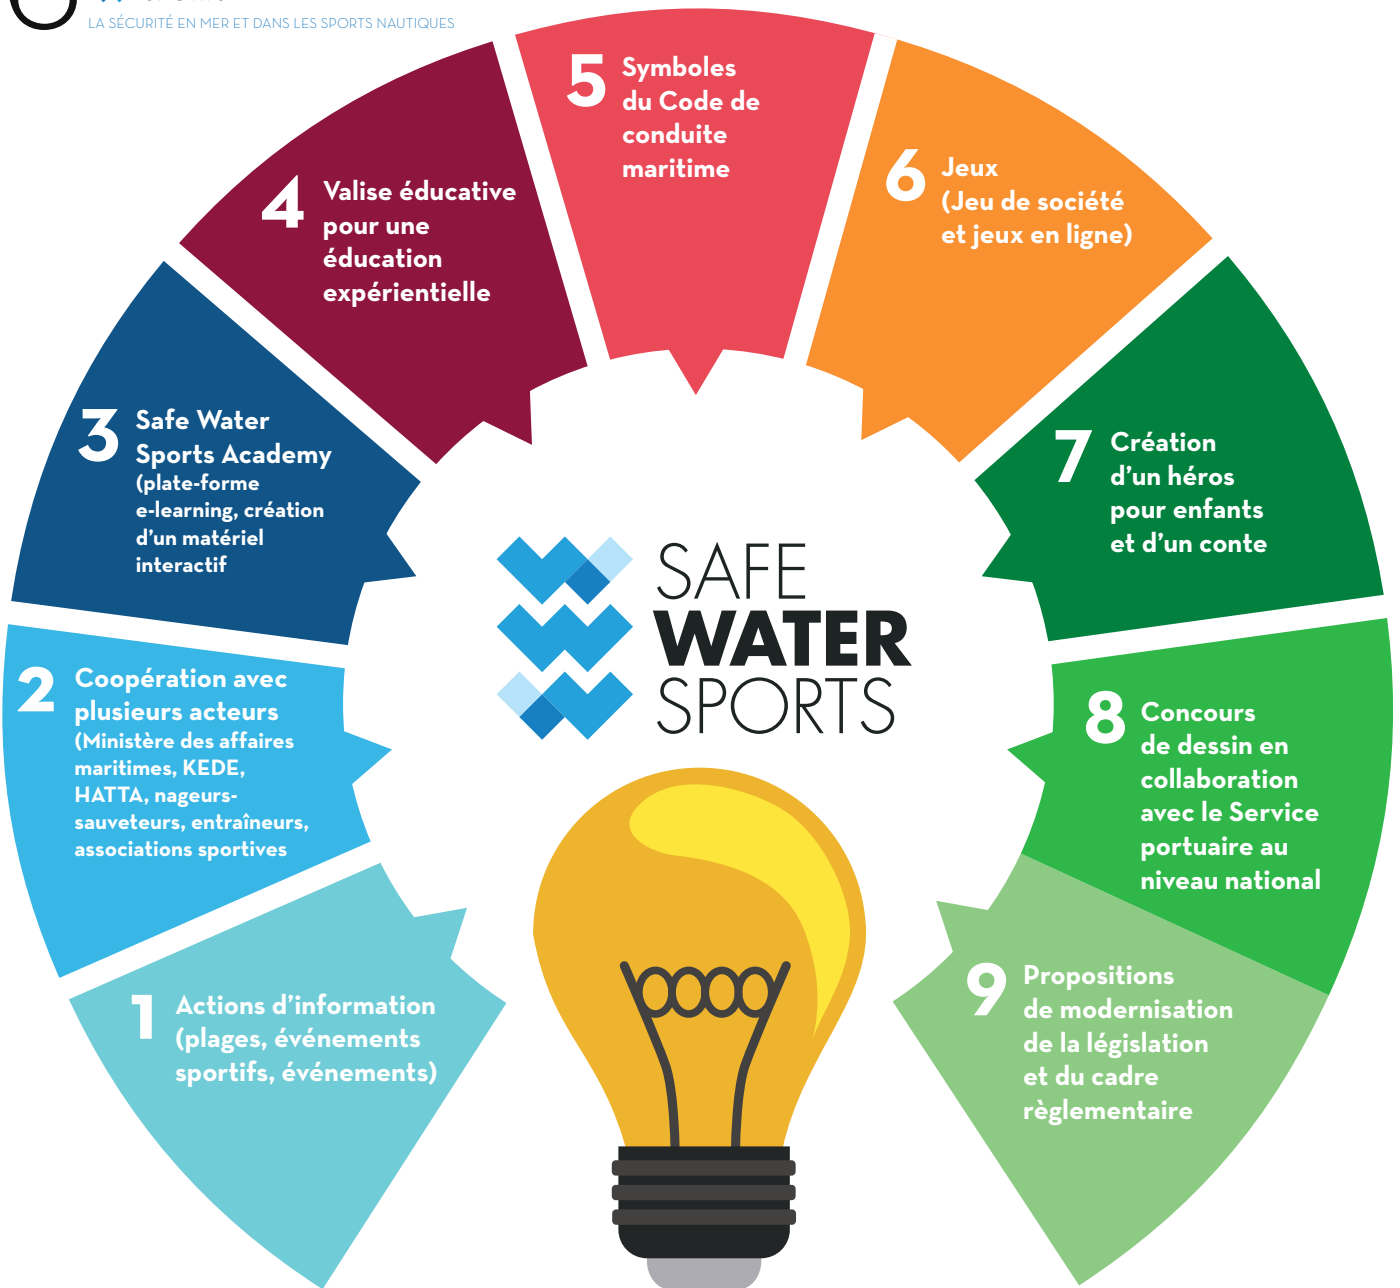 LA SÉCURITÉ EN MER ET DANS LES SPORTS NAUTIQUES
1 Actions d'information
(plages, événements
sportifs, événements)
2 Coopération avec
plusieurs acteurs
(Ministère des affaires
maritimes, KEDE,
HATTA, nageurs-
sauveteurs, entraîneurs,
associations sportives
3 Safe Water
Sports Academy
(plate-forme
e-learning, création
d'un matériel
interactif
4 Valise éducative
pour une
éducation
expérientielle
5 Symboles
du Code de
conduite
maritime
6 Jeux
(Jeu de société
et jeux en ligne)
7 Création
d'un héros
pour enfants
et d'un conte
8 Concours
de dessin en
collaboration
avec le Service
portuaire au
niveau national
9 Propositions
de modernisation
de la législation
et du cadre
règlementaire
SAFE
WATER
SPORTS